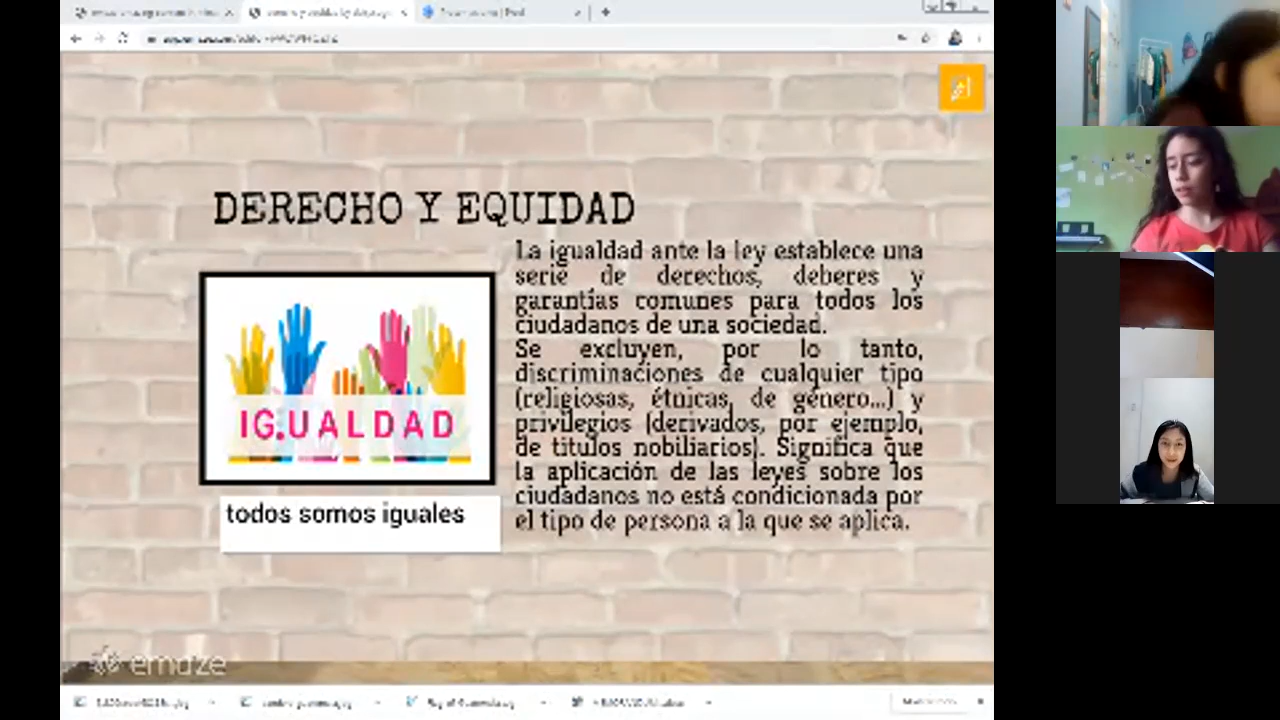 DERECHO Y EQUIDAD
La igualdad ante la ley establece una
serie de derechos, deberes y
garantías comunes para todos los
ciudadanos de una sociedad.
Se excluyen, por lo tanto,
discriminaciones de cualquier tipo
(religiosas, étnicas, de género...) y
privilegios (derivados, por ejemplo,
de títulos nobiliarios). Significa que
la aplicación de las leyes sobre los
ciudadanos no está condicionada por
el tipo de persona a la que se aplica.
IGUALDAD
todos somos iguales
emaze